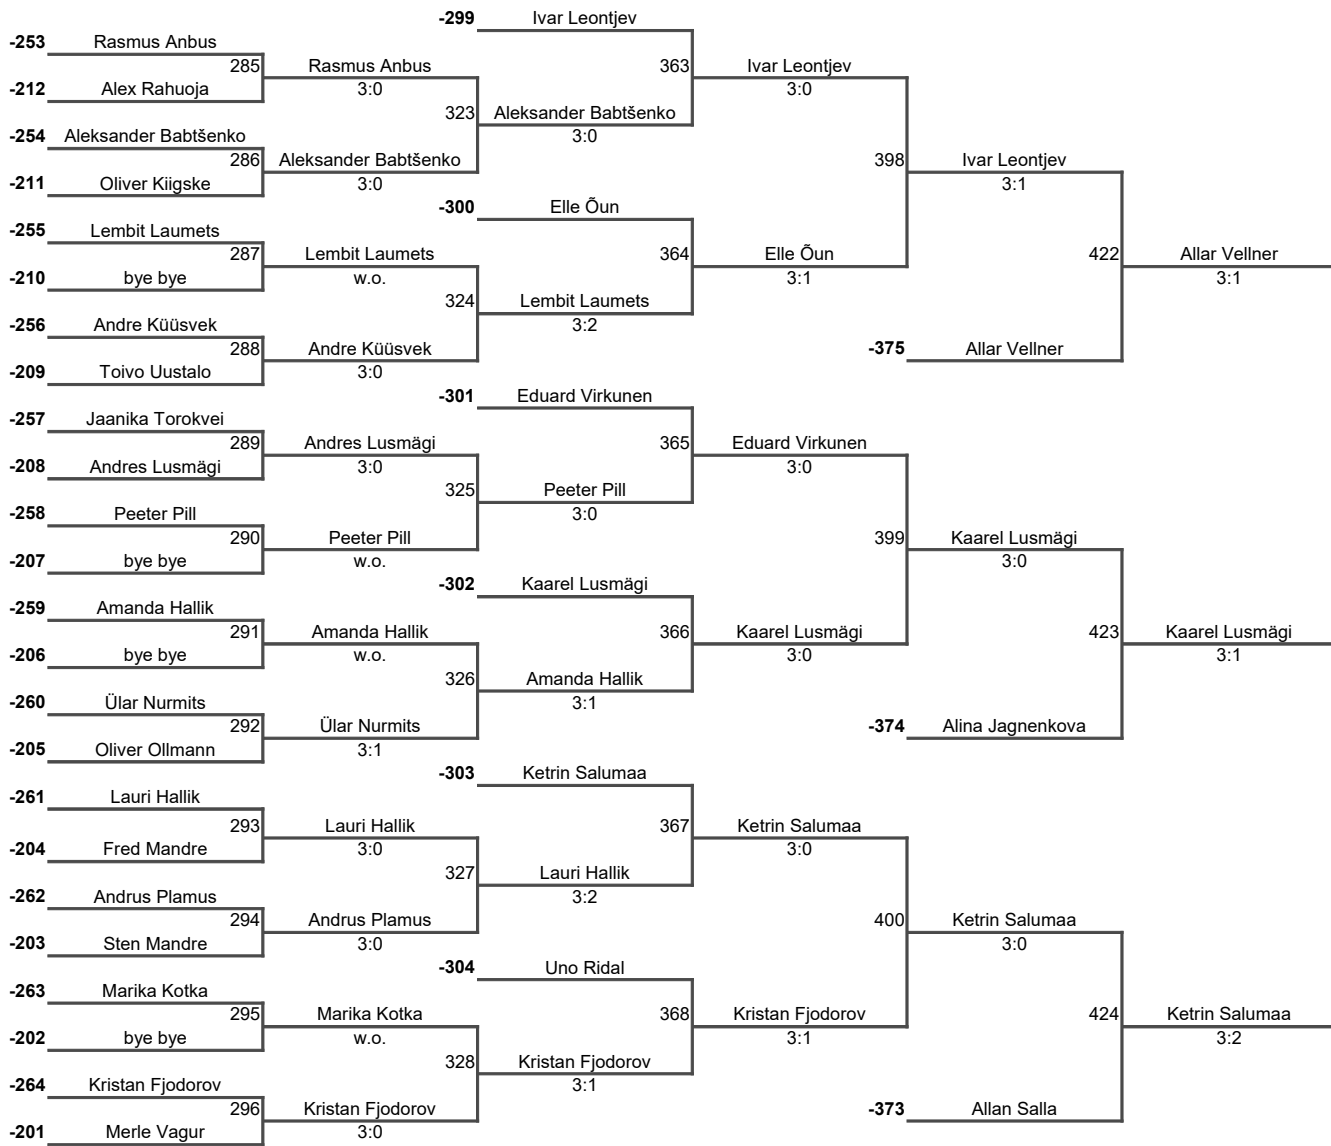 -299 Ivar Leontjev
-253 Rasmus Anbus
285 Rasmus Anbus 363 Ivar Leontjev
-212 Alex Rahuoja 3:0 3:0
323 Aleksander Babtšenko
-254 Aleksander Babtšenko 3:0
286 Aleksander Babtšenko 398 Ivar Leontjev
-211 Oliver Kiigske 3:0 3:1
-300 Elle Õun
-255 Lembit Laumets
287 Lembit Laumets 364 Elle Õun 422 Allar Vellner
-210 bye bye w.o. 3:1 3:1
324 Lembit Laumets
-256 Andre Küüsvek 3:2
288 Andre Küüsvek -375 Allar Vellner
-209 Toivo Uustalo 3:0
-301 Eduard Virkunen
-257 Jaanika Torokvei
289 Andres Lusmägi 365 Eduard Virkunen
-208 Andres Lusmägi 3:0 3:0
325 Peeter Pill
-258 Peeter Pill 3:0
290 Peeter Pill 399 Kaarel Lusmägi
-207 bye bye w.o. 3:0
-302 Kaarel Lusmägi
-259 Amanda Hallik
291 Amanda Hallik 366 Kaarel Lusmägi 423 Kaarel Lusmägi
-206 bye bye w.o. 3:0 3:1
326 Amanda Hallik
-260 Ülar Nurmits 3:1
292 Ülar Nurmits -374 Alina Jagnenkova
-205 Oliver Ollmann 3:1
-303 Ketrin Salumaa
-261 Lauri Hallik
293 Lauri Hallik 367 Ketrin Salumaa
-204 Fred Mandre 3:0 3:0
327 Lauri Hallik
-262 Andrus Plamus 3:2
294 Andrus Plamus 400 Ketrin Salumaa
-203 Sten Mandre 3:0 3:0
-304 Uno Ridal
-263 Marika Kotka
295 Marika Kotka 368 Kristan Fjodorov 424 Ketrin Salumaa
-202 bye bye w.o. 3:1 3:2
328 Kristan Fjodorov
-264 Kristan Fjodorov 3:1
296 Kristan Fjodorov -373 Allan Salla
-201 Merle Vagur 3:0